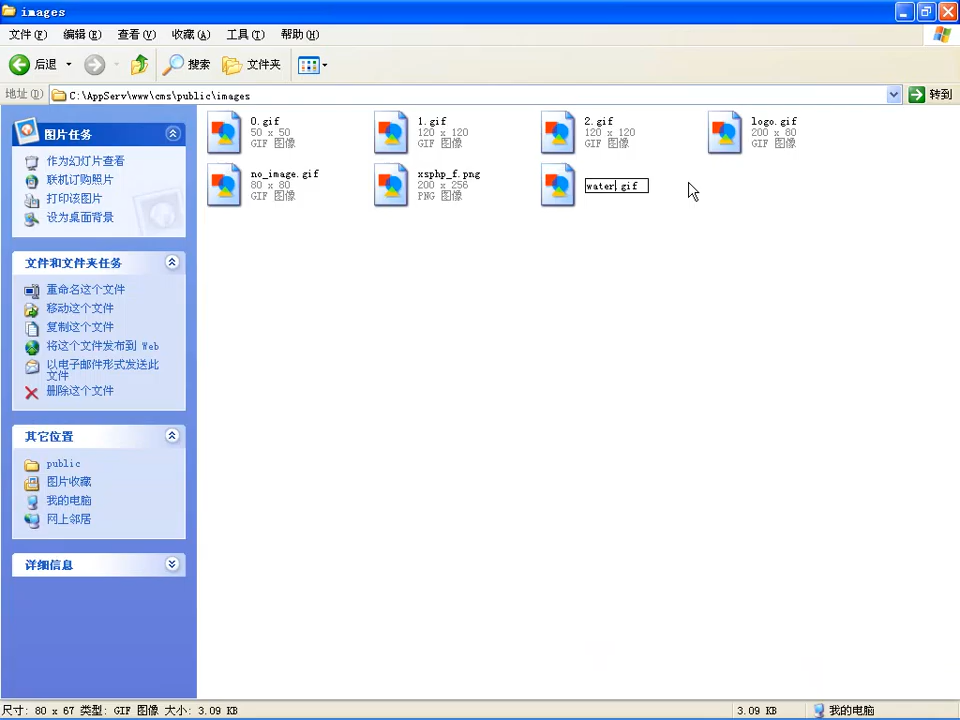 images
文件(F) 编辑(E) 查看(V) 收藏(A) 工具(T) 帮助(H)
后退 搜索 文件夹
地址(D) C:\AppServ\www\cms\public\images 转到
图片任务
作为幻灯片查看
联机订购照片
打印该图片
设为桌面背景
文件和文件夹任务
重命名这个文件
移动这个文件
复制这个文件
将这个文件发布到 Web
以电子邮件形式发送此
文件
删除这个文件
其它位置
public
图片收藏
我的电脑
网上邻居
详细信息
0.gif
50 x 50
GIF 图像
1.gif
120 x 120
GIF 图像
2.gif
120 x 120
GIF 图像
logo.gif
200 x 80
GIF 图像
no_image.gif
80 x 80
GIF 图像
xsphp_f.png
200 x 256
PNG 图像
water.gif
尺寸: 80 x 67 类型: GIF 图像 大小: 3.09 KB 3.09 KB 我的电脑